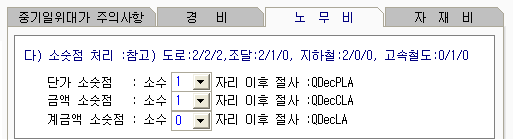 중기일위대가 주의사항 경 비 노 무 비 자 재 비
다) 소숫점 처리 :참고) 도로:2/2/2,조달:2/1/0, 지하철:2/0/0, 고속철도:0/1/0
단가 소숫점 : 소수 1 자리 이후 절사 :QDecPLA
금액 소숫점 : 소수 1 자리 이후 절사 :QDecCLA
계금액 소숫점 : 소수 0 자리 이후 절사 :QDecLA